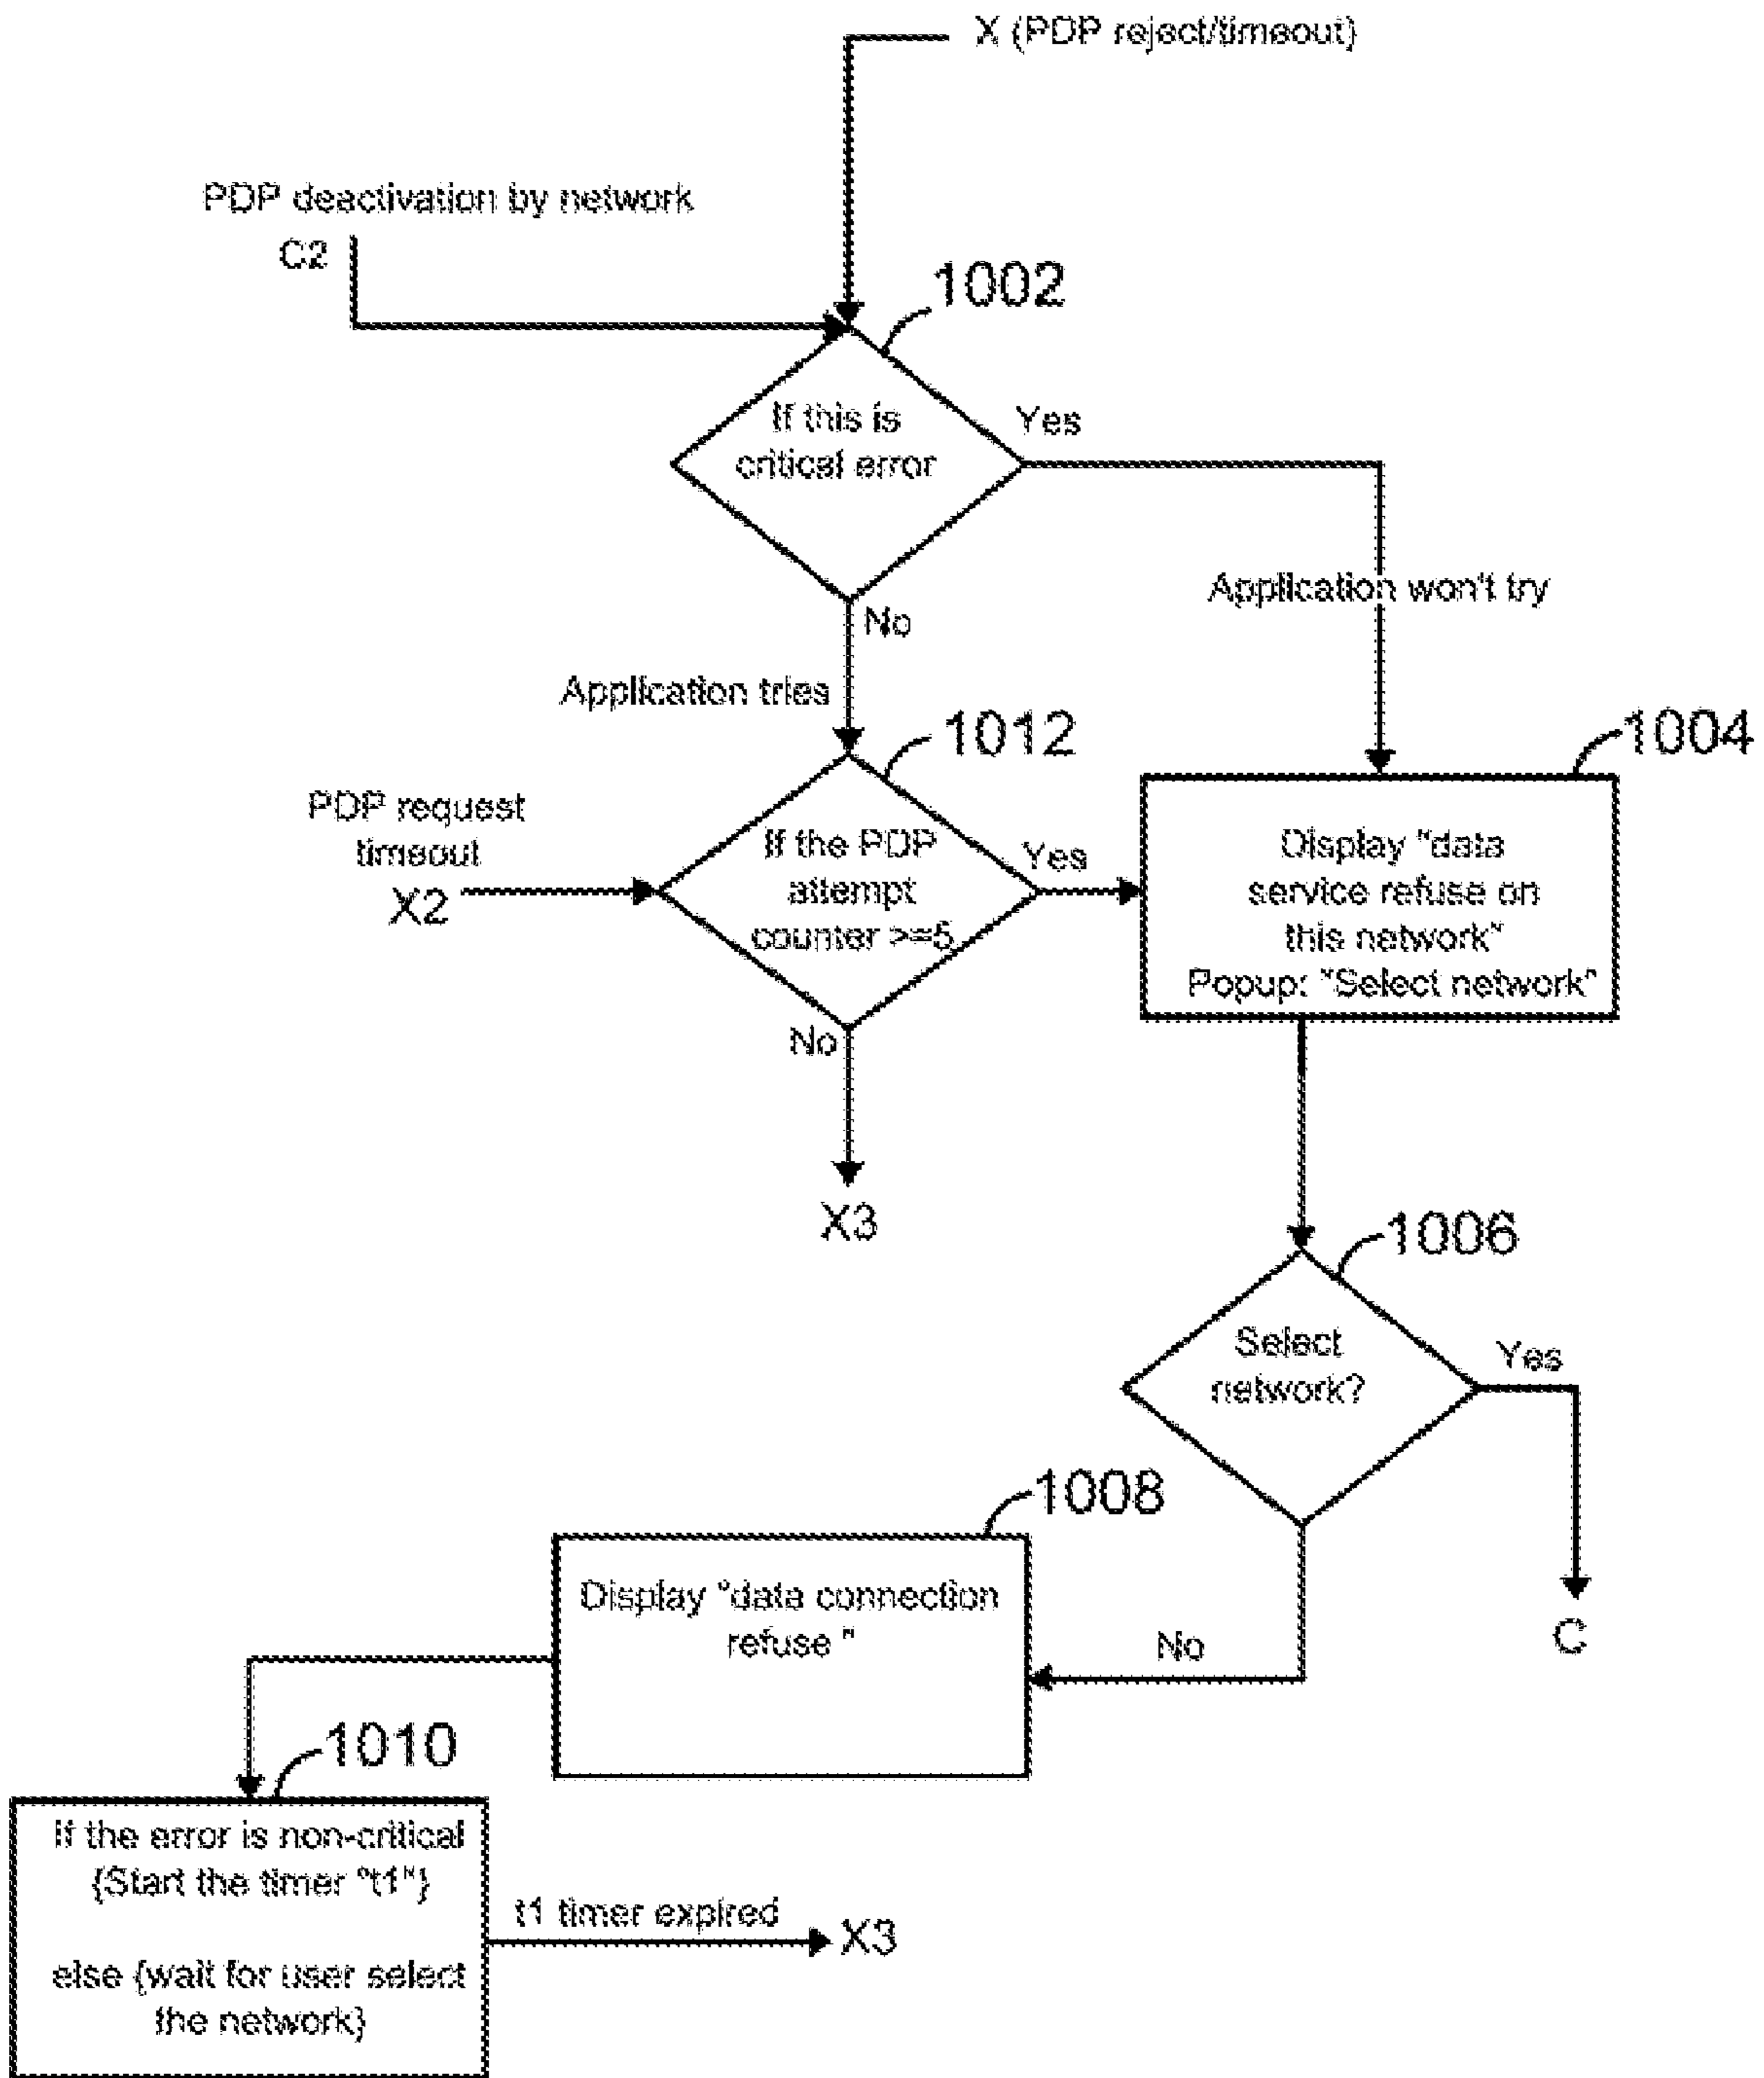 X (PDP reject/timeout)
PDP deactivation by network
C2
1002
If this is
critical error
Yes
Application won't try
No
Application tries
1012
1004
PDP request
timeout
X2
If the PDP
attempt
counter >=5
Yes
Display "data
service refuse on
this network"
Popup: "Select network"
No
X3
1006
Select
network?
Yes
C
1008
Display "data connection
refuse "
No
1010
If the error is non-critical
{Start the timer "t1"}
else {wait for user select
the network}
t1 timer expired
X3